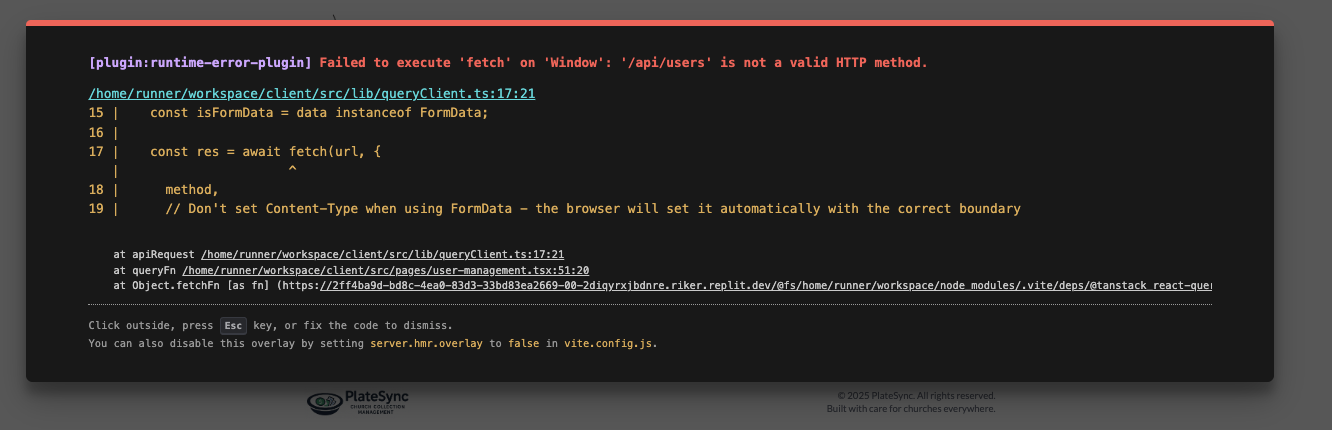 [plugin:runtime-error-plugin] Failed to execute 'fetch' on 'Window': '/api/users' is not a valid HTTP method.
/home/runner/workspace/client/src/lib/queryClient.ts:17:21
15 |    const isFormData = data instanceof FormData;
16 |
17 |    const res = await fetch(url, {
   |                      ^
18 |      method,
19 |      // Don't set Content-Type when using FormData - the browser will set it automatically with the correct boundary
at apiRequest /home/runner/workspace/client/src/lib/queryClient.ts:17:21
at queryFn /home/runner/workspace/client/src/pages/user-management.tsx:51:20
at Object.fetchFn [as fn] (https://2ff4ba9d-bd8c-4ea0-83d3-33bd83ea2669-00-2diqyrxjbdnre.riker.replit.dev/@fs/home/runner/workspace/node_modules/.vite/deps/@tanstack_react-quer
Click outside, press Esc key, or fix the code to dismiss.
You can also disable this overlay by setting server.hmr.overlay to false in vite.config.js.
PlateSync
CHURCH COLLECTION
MANAGEMENT
© 2025 PlateSync. All rights reserved.
Built with care for churches everywhere.